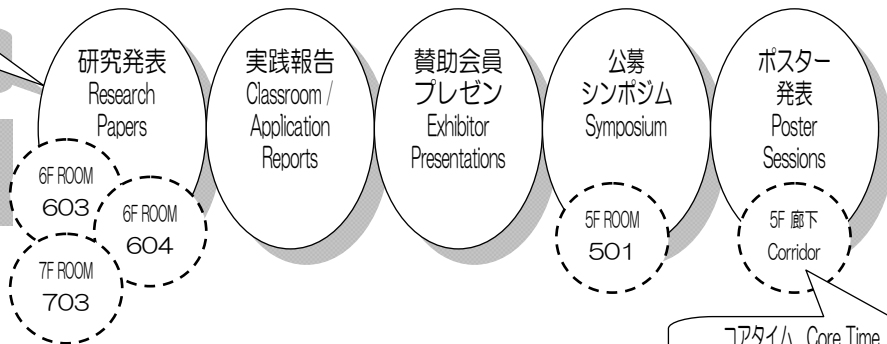 研究発表
Research
Papers
6F ROOM
603
6F ROOM
604
7F ROOM
703
実践報告
Classroom /
Application
Reports
賛助会員
プレゼン
Exhibitor
Presentations
公募
シンポジム
Symposium
5F ROOM
501
ポスター
発表
Poster
Sessions
5F 廊下
Corridor
コアタイム Core Time